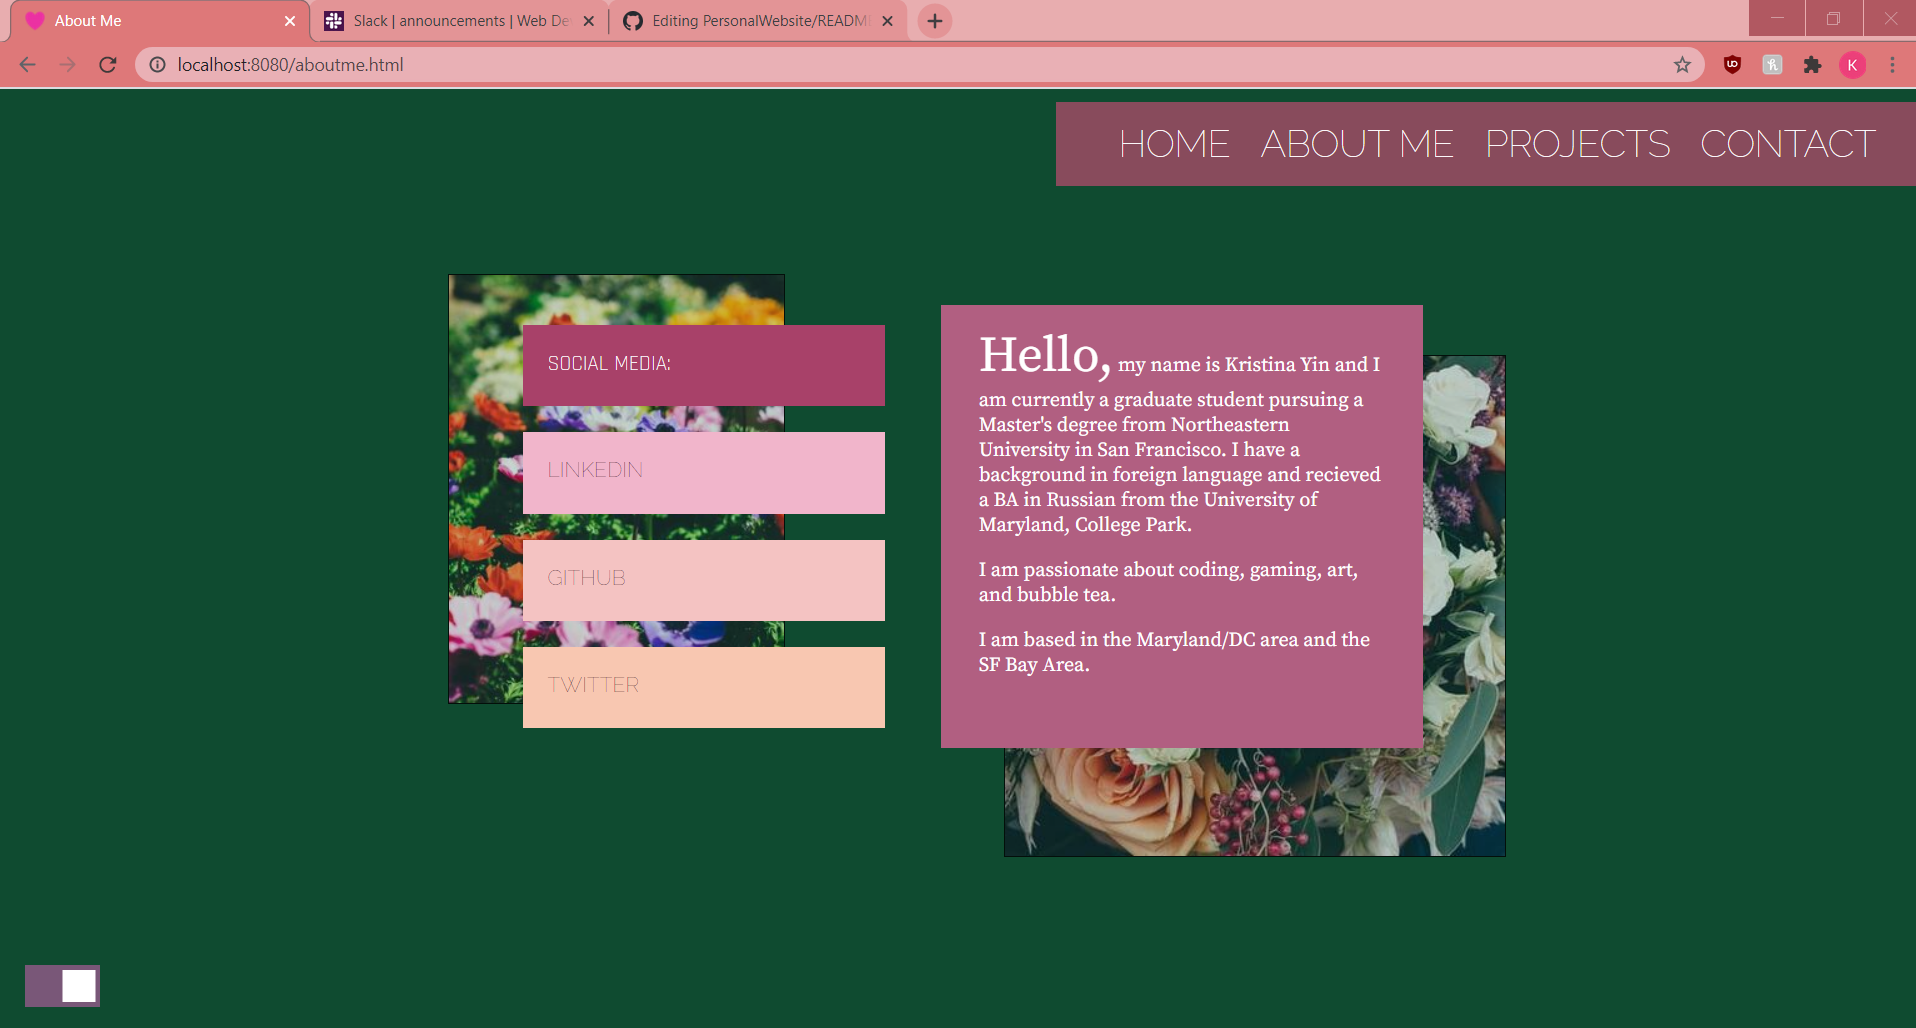 About Me
Slack | announcements | Web De
Editing PersonalWebsite/READM
localhost:8080/aboutme.html
K
HOME ABOUT ME PROJECTS CONTACT
SOCIAL MEDIA:
LINKEDIN
GITHUB
TWITTER
Hello, my name is Kristina Yin and I
am currently a graduate student pursuing a
Master's degree from Northeastern
University in San Francisco. I have a
background in foreign language and recieved
a BA in Russian from the University of
Maryland, College Park.
I am passionate about coding, gaming, art,
and bubble tea.
I am based in the Maryland/DC area and the
SF Bay Area.